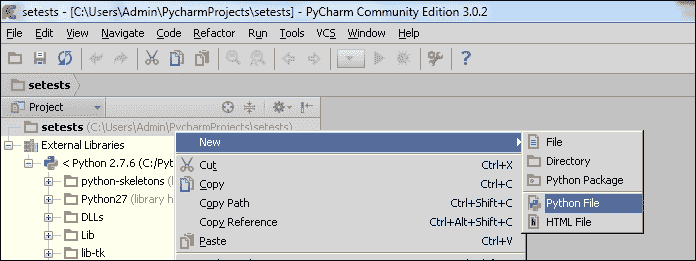 setests - [C:\Users\Admin\PycharmProjects\setests] - PyCharm Community Edition 3.0.2
File Edit View Navigate Code Refactor Run Tools VCS Window Help
setests
Project
setests (C:\Users\Admin\PycharmProjects\setests)
External Libraries
< Python 2.7.6 (C:/Pyt
python-skeletons (l
Python27 (library h
DLLs
Lib
lib-tk
New
Cut Ctrl+X
Copy Ctrl+C
Copy Path Ctrl+Shift+C
Copy Reference Ctrl+Alt+Shift+C
Paste Ctrl+V
File
Directory
Python Package
Python File
HTML File